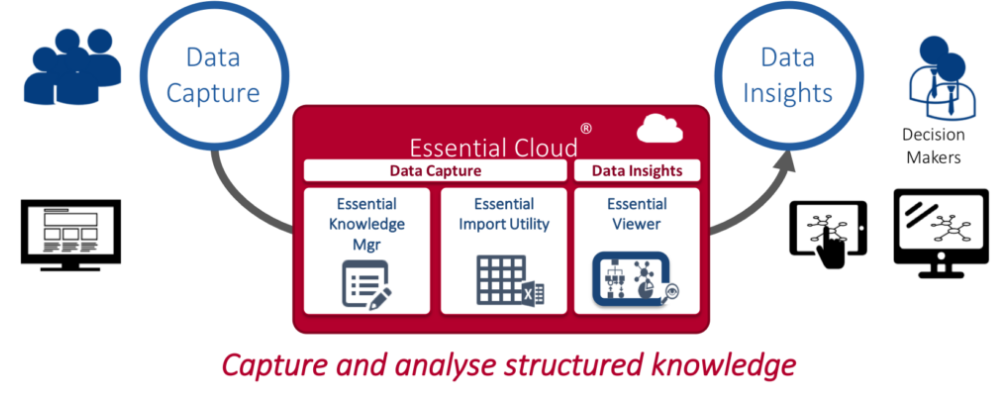 Data
Capture
Data
Insights
Decision
Makers
Essential Cloud®
Data Capture
Data Insights
Essential
Knowledge
Mgr
Essential
Import Utility
Essential
Viewer
X
Capture and analyse structured knowledge